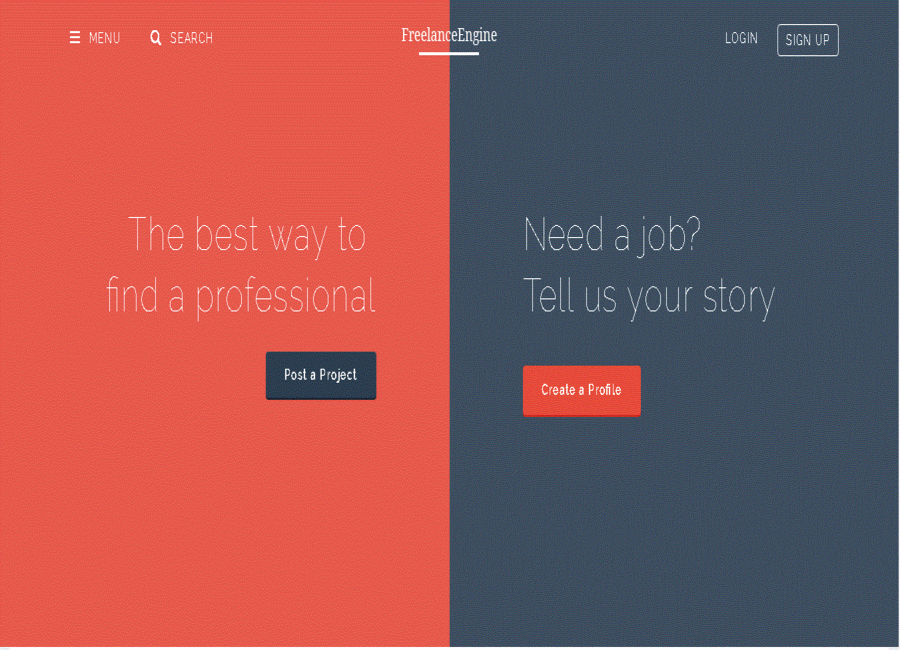 MENU SEARCH FreelanceEngine LOGIN SIGN UP
The best way to
find a professional
Post a Project
Need a job?
Tell us your story
Create a Profile